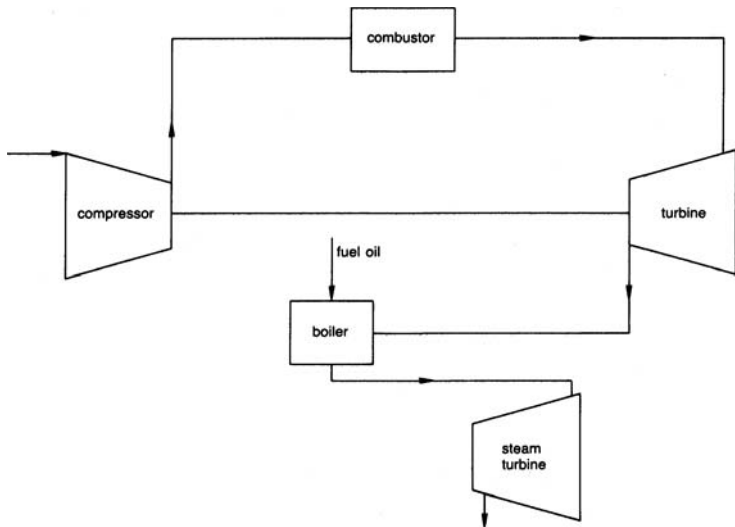 combustor
compressor
turbine
fuel oil
boiler
steam
turbine